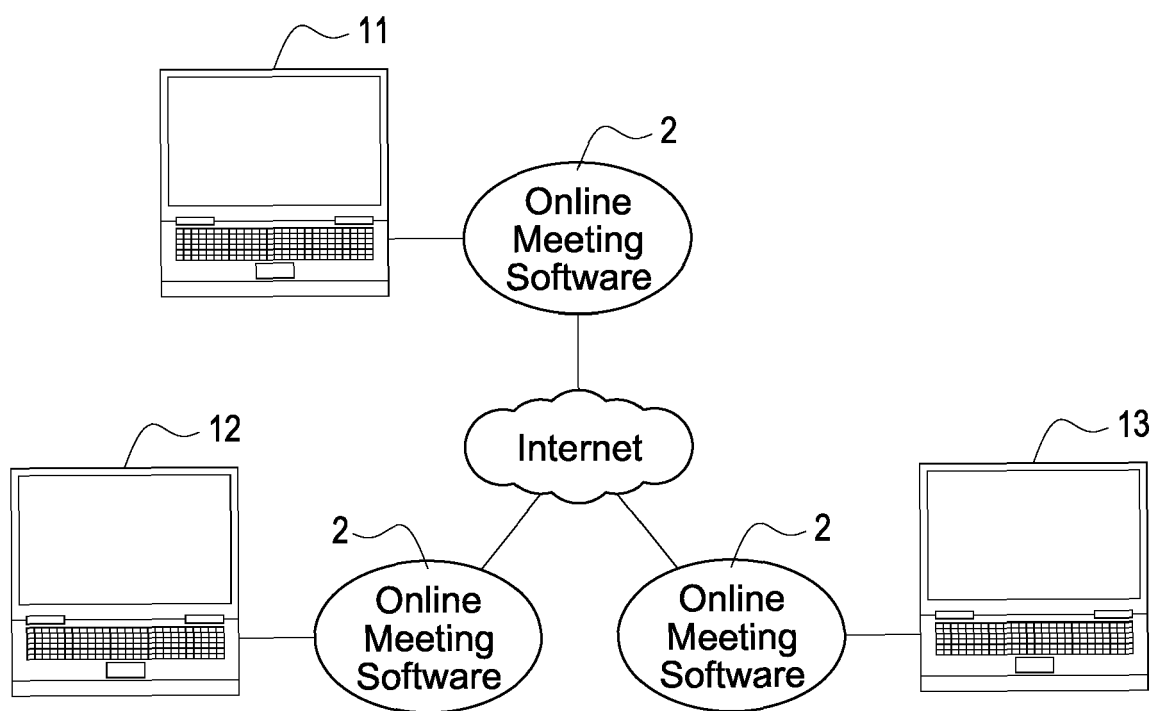 11
2
Online
Meeting
Software
Internet
12
13
2
2
Online
Meeting
Software
Online
Meeting
Software